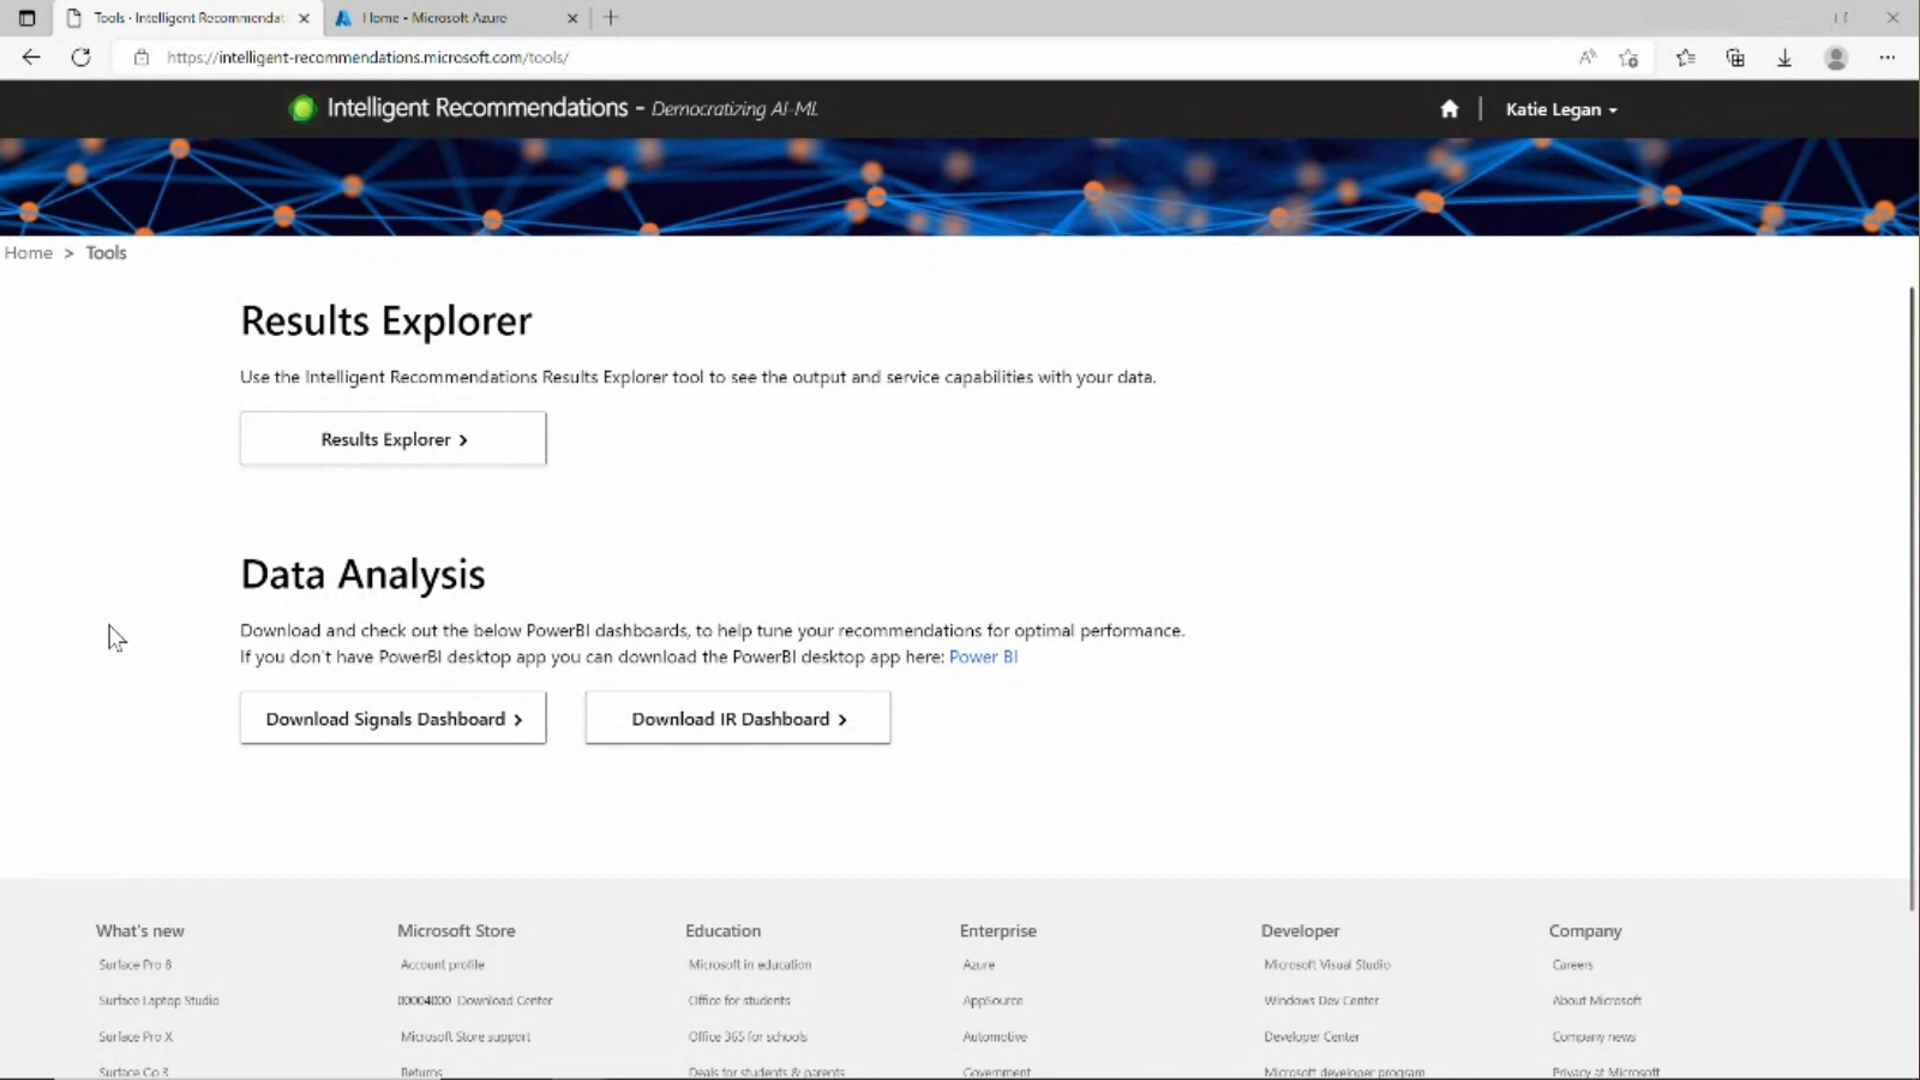 Tools - Intelligent Recommendat
Home - Microsoft Azure
https://intelligent-recommendations.microsoft.com/tools/
Intelligent Recommendations - Democratizing AI-ML
Katie Legan
Home > Tools
Results Explorer
Use the Intelligent Recommendations Results Explorer tool to see the output and service capabilities with your data.
Results Explorer >
Data Analysis
Download and check out the below PowerBI dashboards, to help tune your recommendations for optimal performance.
If you don't have PowerBI desktop app you can download the PowerBI desktop app here: Power BI
Download Signals Dashboard >
Download IR Dashboard >
What's new
Surface Pro 8
Surface Laptop Studio
Surface Pro X
Surface Go 3
Microsoft Store
Account profile
00004000 Download Center
Microsoft Store support
Returns
Education
Microsoft in education
Office for students
Office 365 for schools
Deals for students & parents
Enterprise
Azure
AppSource
Automotive
Government
Developer
Microsoft Visual Studio
Windows Dev Center
Developer Center
Microsoft developer program
Company
Careers
About Microsoft
Company news
Privacy at Microsoft